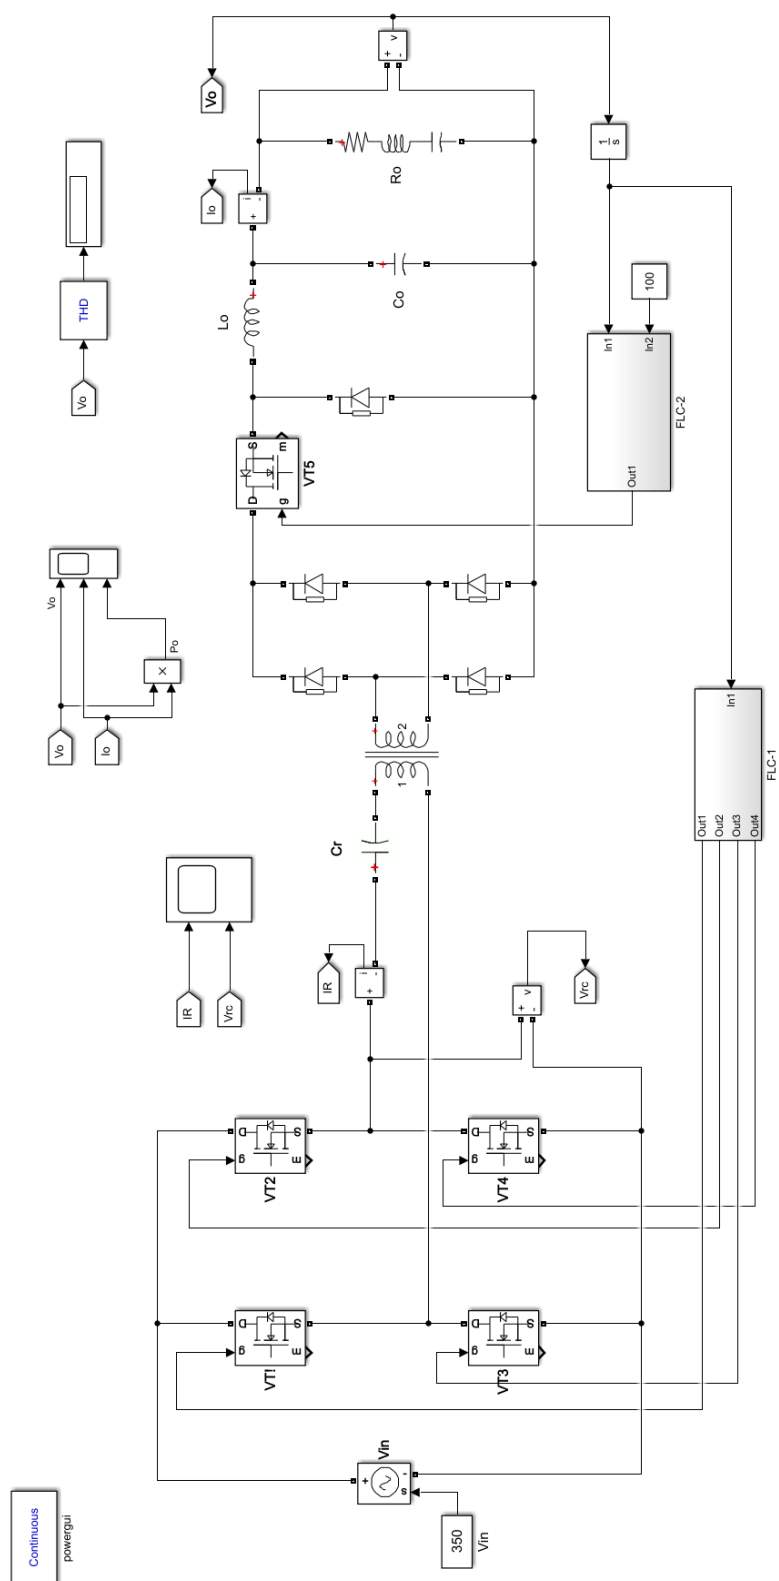 Continuous
powergui
350
Vin
Vin
s
+
-
VT!
g
D
S
m
VT2
g
D
S
m
VT3
g
D
S
m
VT4
g
D
S
m
IR
Vrc
IR
i
+
-
v
+
-
Vrc
Cr
1
2
Vo
Io
×
Po
Vo
VT5
g
D
S
m
Lo
Co
Io
i
+
-
Ro
Vo
v
+
-
Vo
THD
1
s
100
In1
In2
Out1
FLC-2
In1
Out1
Out2
Out3
Out4
FLC-1